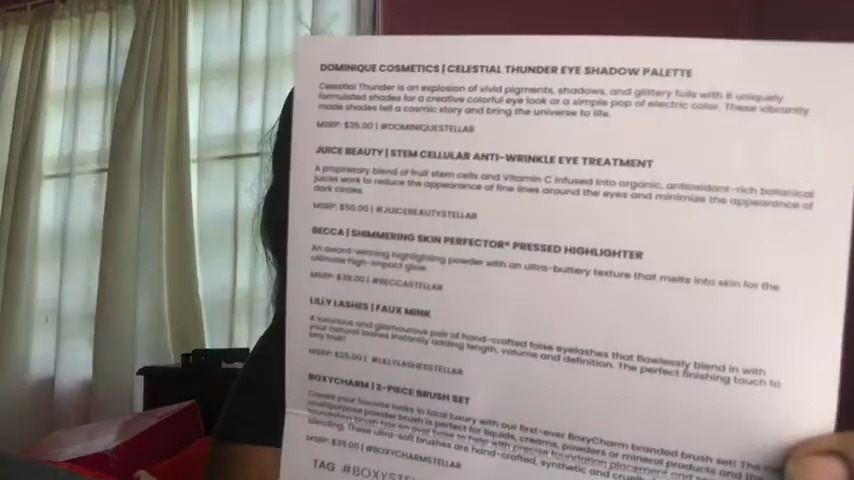 DOMINIQUE COSMETICS | CELESTIAL THUNDER EYE SHADOW PALETTE
Celestial Thunder is an explosion of vivid pigments, shadows, and glittery foils with 8 uniquely
formulated shades for a creative colorful eye look or a simple pop of electric color. These vibrantly
made shades tell a cosmic story and bring the universe to life.
MSRP: $35.00 | #DOMINIQUESTELLAR
JUICE BEAUTY | STEM CELLULAR ANTI-WRINKLE EYE TREATMENT
A proprietary blend of fruit stem cells and Vitamin C infused into organic, antioxidant-rich botanical
juices work to reduce the appearance of fine lines around the eyes and minimize the appearance of
dark circles.
MSRP: $50.00 | #JUICEBEAUTYSTELLAR
BECCA | SHIMMERING SKIN PERFECTOR® PRESSED HIGHLIGHTER
An award-winning highlighting powder with an ultra-buttery texture that melts into skin for the
ultimate high-impact glow.
MSRP: $38.00 | #BECCASTELLAR
LILLY LASHES | FAUX MINK
A luxurious and glamourous pair of hand-crafted false eyelashes that flawlessly blend in with
your natural lashes instantly adding length, volume and definition. The perfect finishing touch to
any look!
MSRP: $25.00 | #LILLYLASHESSTELLAR
BOXYCHARM | 2-PIECE BRUSH SET
Create your favorite looks in total luxury with our first-ever BoxyCharm branded brush set! The
multipurpose powder brush is perfect for liquids, creams, powders or mineral products and the
foundation brush has an oval base to help with precise foundation placement and
blending. These ultra-soft brushes are hand-crafted, synthetic and
MSRP: $35.00 | #BOXYCHARMSTELLAR
TAG #BOXYSTE